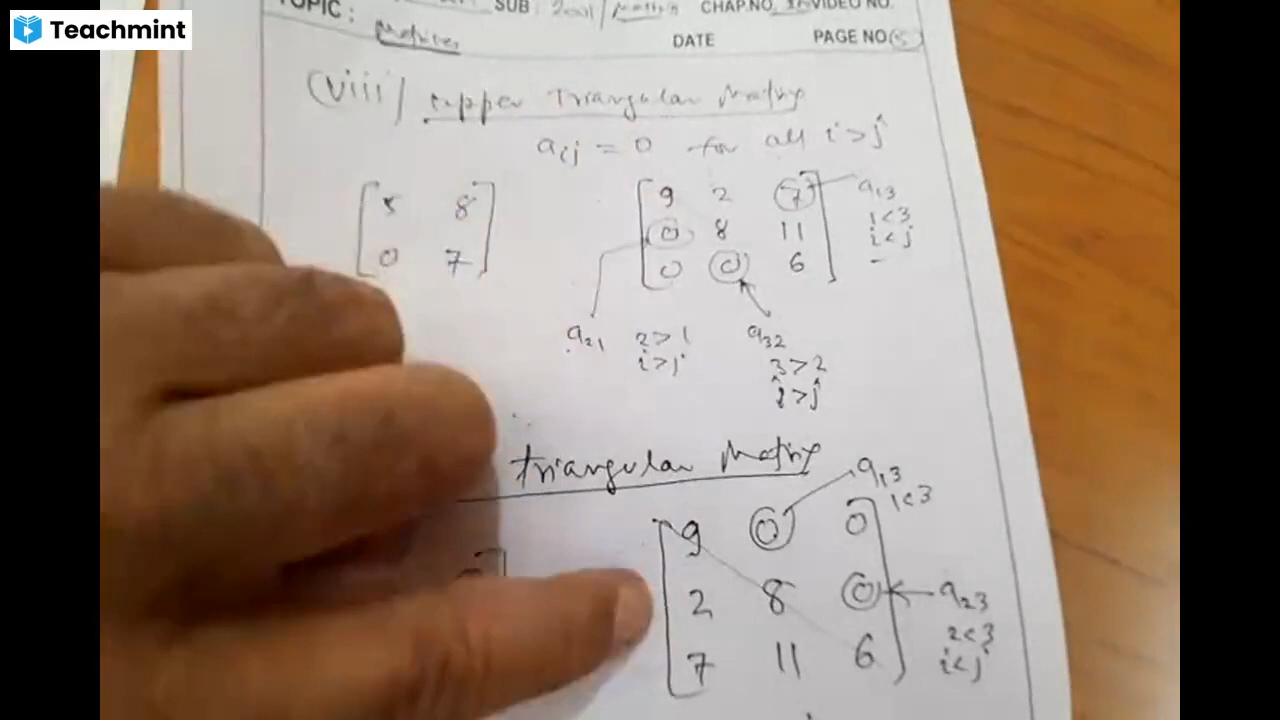 Teachmint
TOPIC :
SUB :
CHAP.NO.
VIDEO NO.
Matrices
DATE
PAGE NO (5)
(viii) upper Triangular Matrix
aij = 0 for all i>j
5 8
0 7
9 2 7
0 8 11
0 0 6
a13
1<3
i<j
a21 2>1
i>j
a32
3>2
i>j
Triangular Matrix
9 0 0
2 8 0
7 11 6
a13
1<3
a23
2<3
i<j